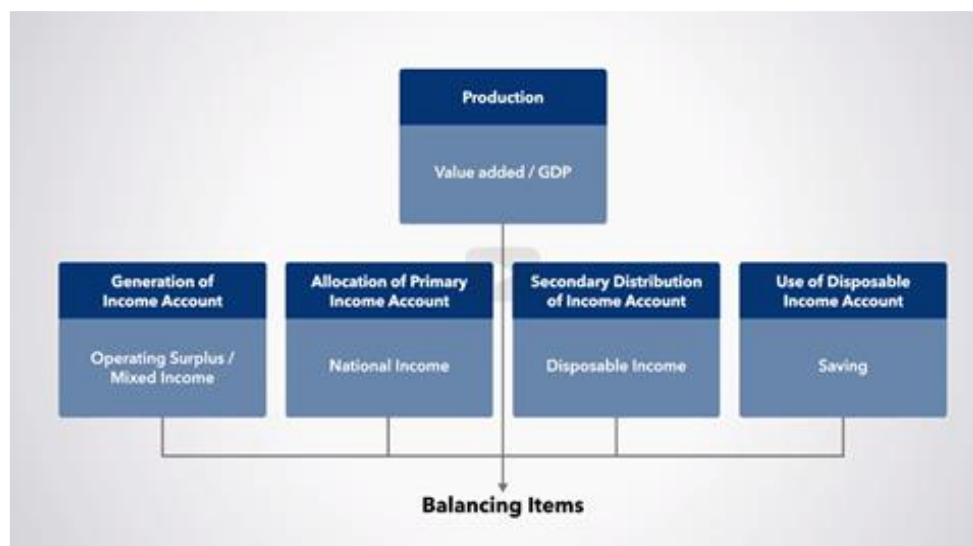 Production
Value added / GDP
Generation of
Income Account
Operating Surplus /
Mixed Income
Allocation of Primary
Income Account
National Income
Secondary Distribution
of Income Account
Disposable Income
Use of Disposable
Income Account
Saving
Balancing Items